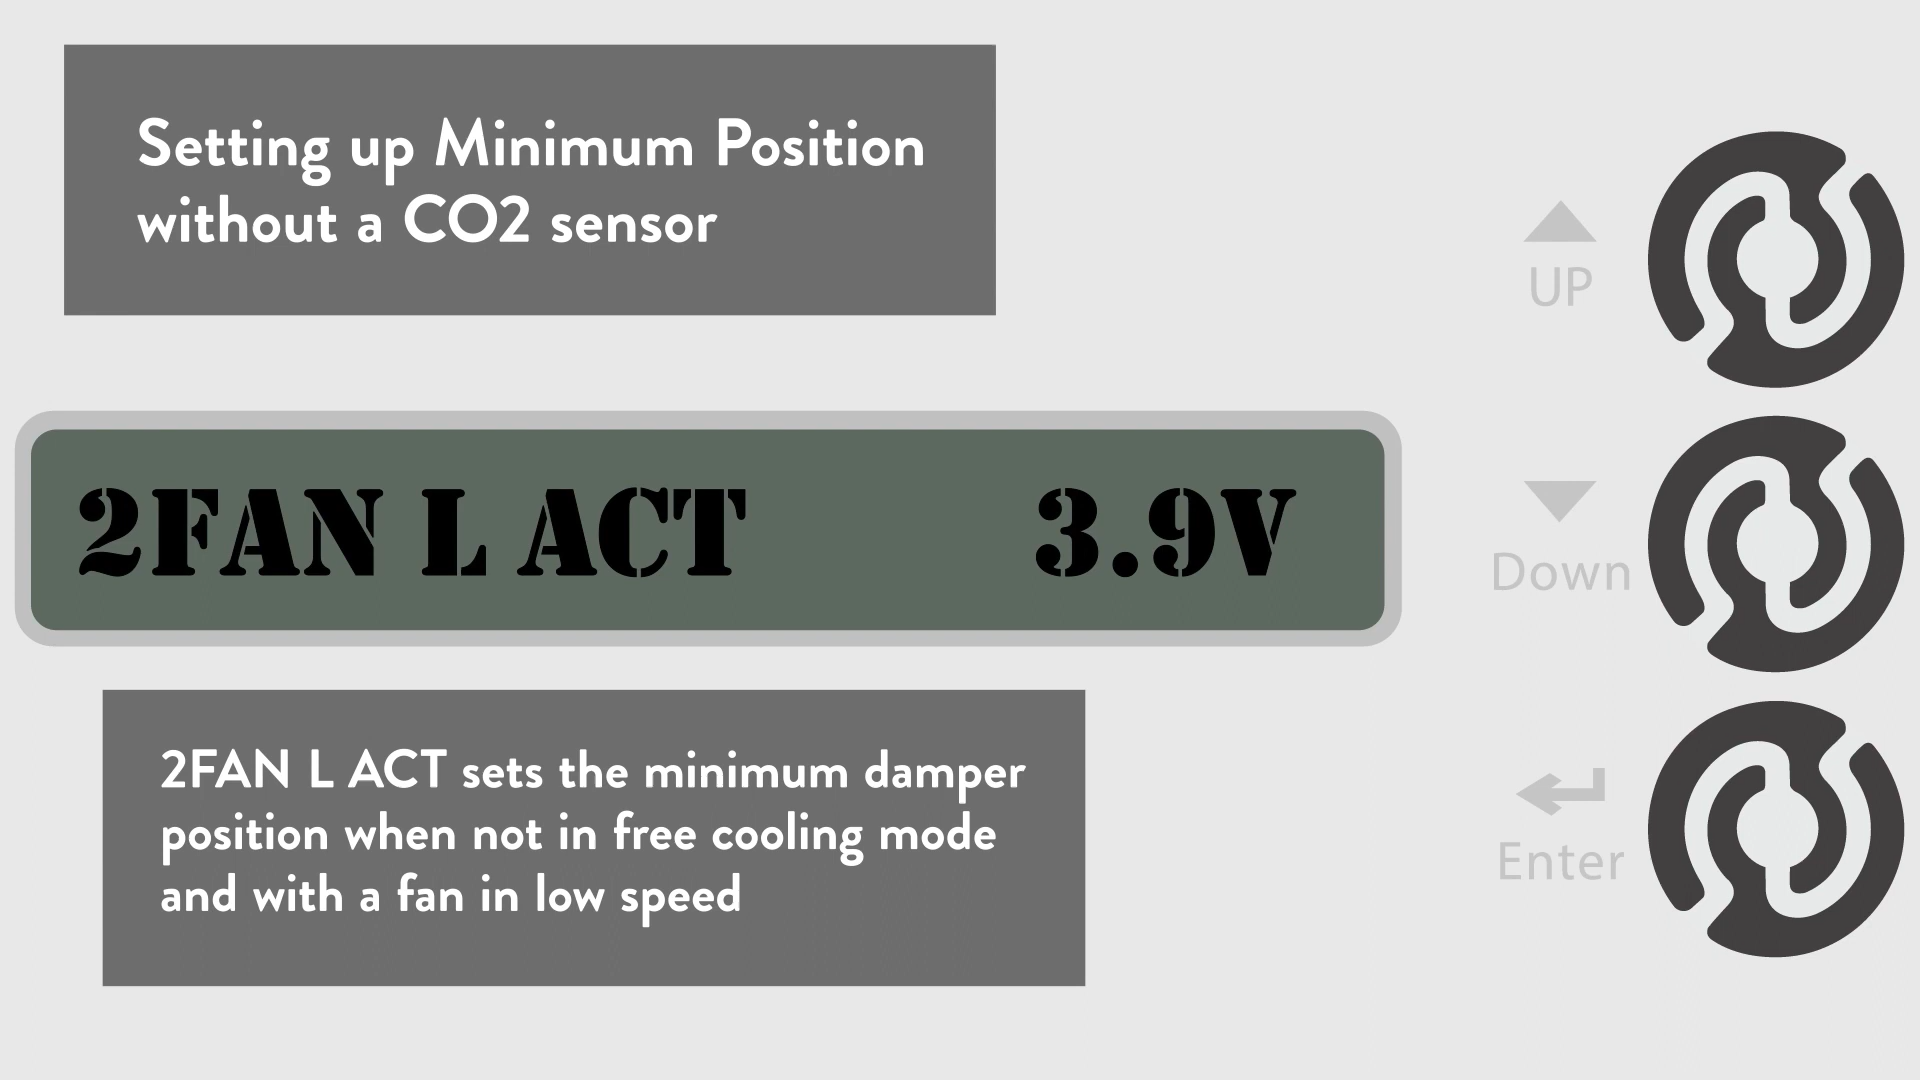 Setting up Minimum Position
without a CO2 sensor
UP
2FAN L ACT 3.9V
Down
2FAN L ACT sets the minimum damper
position when not in free cooling mode
and with a fan in low speed
Enter